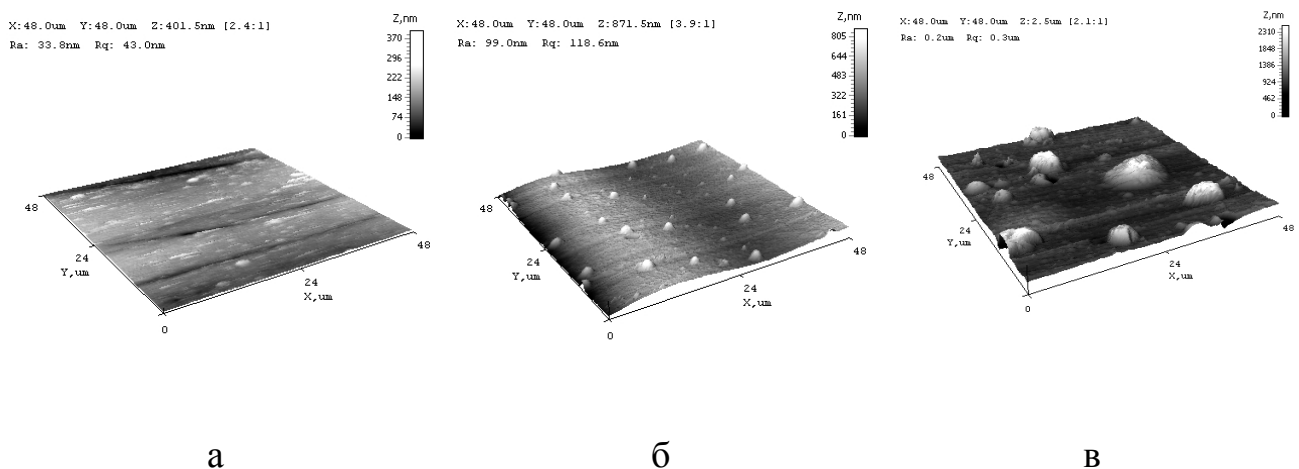 X:48.0um Y:48.0um Z:401.5nm [2.4:1]
Ra: 33.8nm Rq: 43.0nm
Z,nm
370
296
222
148
74
0
48
24
Y,um
0
24
X,um
48
X:48.0um Y:48.0um Z:871.5nm [3.9:1]
Ra: 99.0nm Rq: 118.6nm
Z,nm
805
644
483
322
161
0
48
24
Y,um
0
24
X,um
48
X:48.0um Y:48.0um Z:2.5um [2.1:1]
Ra: 0.2um Rq: 0.3um
Z,nm
2310
1848
1386
924
462
0
48
24
Y,um
0
24
X,um
48
а
б
в